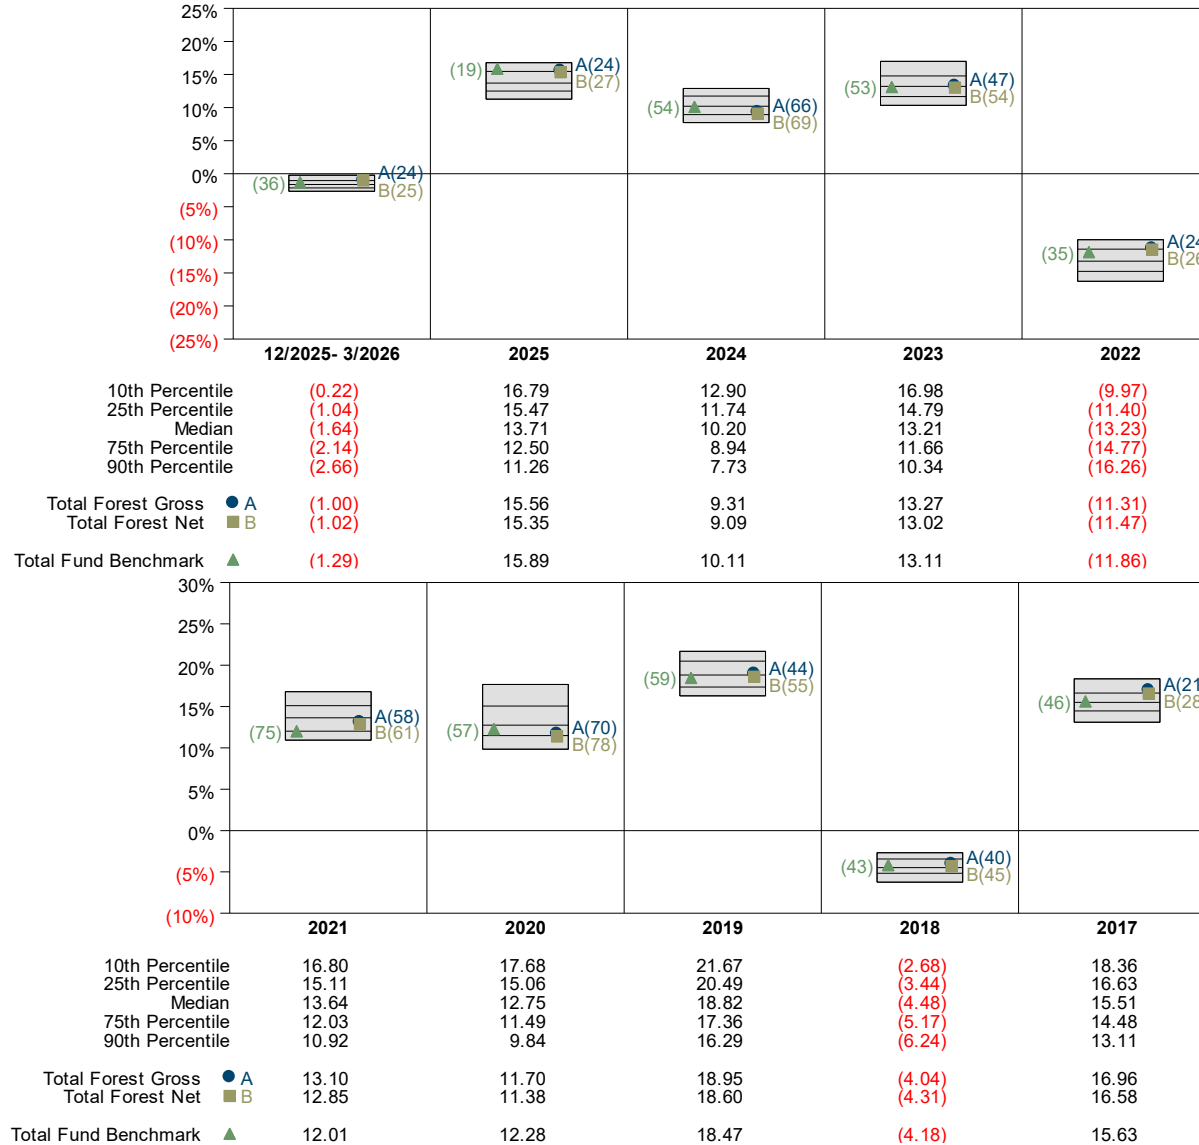 25%
20%
15%
10%
5%
0%
(5%)
(10%)
(15%)
(20%)
(25%)
(36)
A(24)
B(25)
(19)
A(24)
B(27)
(54)
A(66)
B(69)
(53)
A(47)
B(54)
(35)
A(24
B(26
12/2025- 3/2026 2025 2024 2023 2022
10th Percentile (0.22) 16.79 12.90 16.98 (9.97)
25th Percentile (1.04) 15.47 11.74 14.79 (11.40)
Median (1.64) 13.71 10.20 13.21 (13.23)
75th Percentile (2.14) 12.50 8.94 11.66 (14.77)
90th Percentile (2.66) 11.26 7.73 10.34 (16.26)
Total Forest Gross A (1.00) 15.56 9.31 13.27 (11.31)
Total Forest Net B (1.02) 15.35 9.09 13.02 (11.47)
Total Fund Benchmark (1.29) 15.89 10.11 13.11 (11.86)
30%
25%
20%
15%
10%
5%
0%
(5%)
(10%)
(75)
A(58)
B(61)
(57)
A(70)
B(78)
(59)
A(44)
B(55)
(43)
A(40)
B(45)
(46)
A(21
B(28
2021 2020 2019 2018 2017
10th Percentile 16.80 17.68 21.67 (2.68) 18.36
25th Percentile 15.11 15.06 20.49 (3.44) 16.63
Median 13.64 12.75 18.82 (4.48) 15.51
75th Percentile 12.03 11.49 17.36 (5.17) 14.48
90th Percentile 10.92 9.84 16.29 (6.24) 13.11
Total Forest Gross A 13.10 11.70 18.95 (4.04) 16.96
Total Forest Net B 12.85 11.38 18.60 (4.31) 16.58
Total Fund Benchmark 12.01 12.28 18.47 (4.18) 15.63